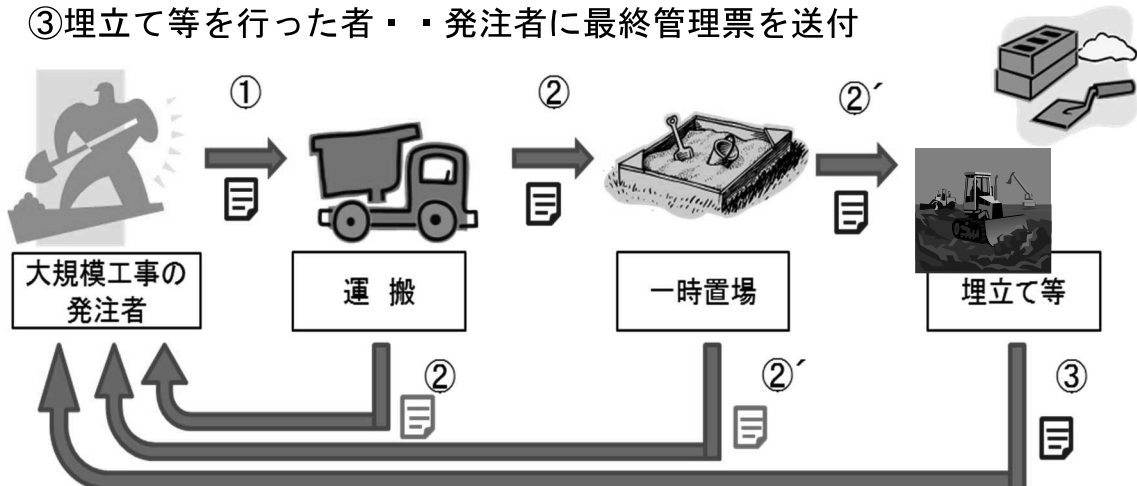 ③埋立て等を行った者・・発注者に最終管理票を送付
① ② ②´
大規模工事の
発注者
運 搬
一時置場
埋立て等
② ②´ ③